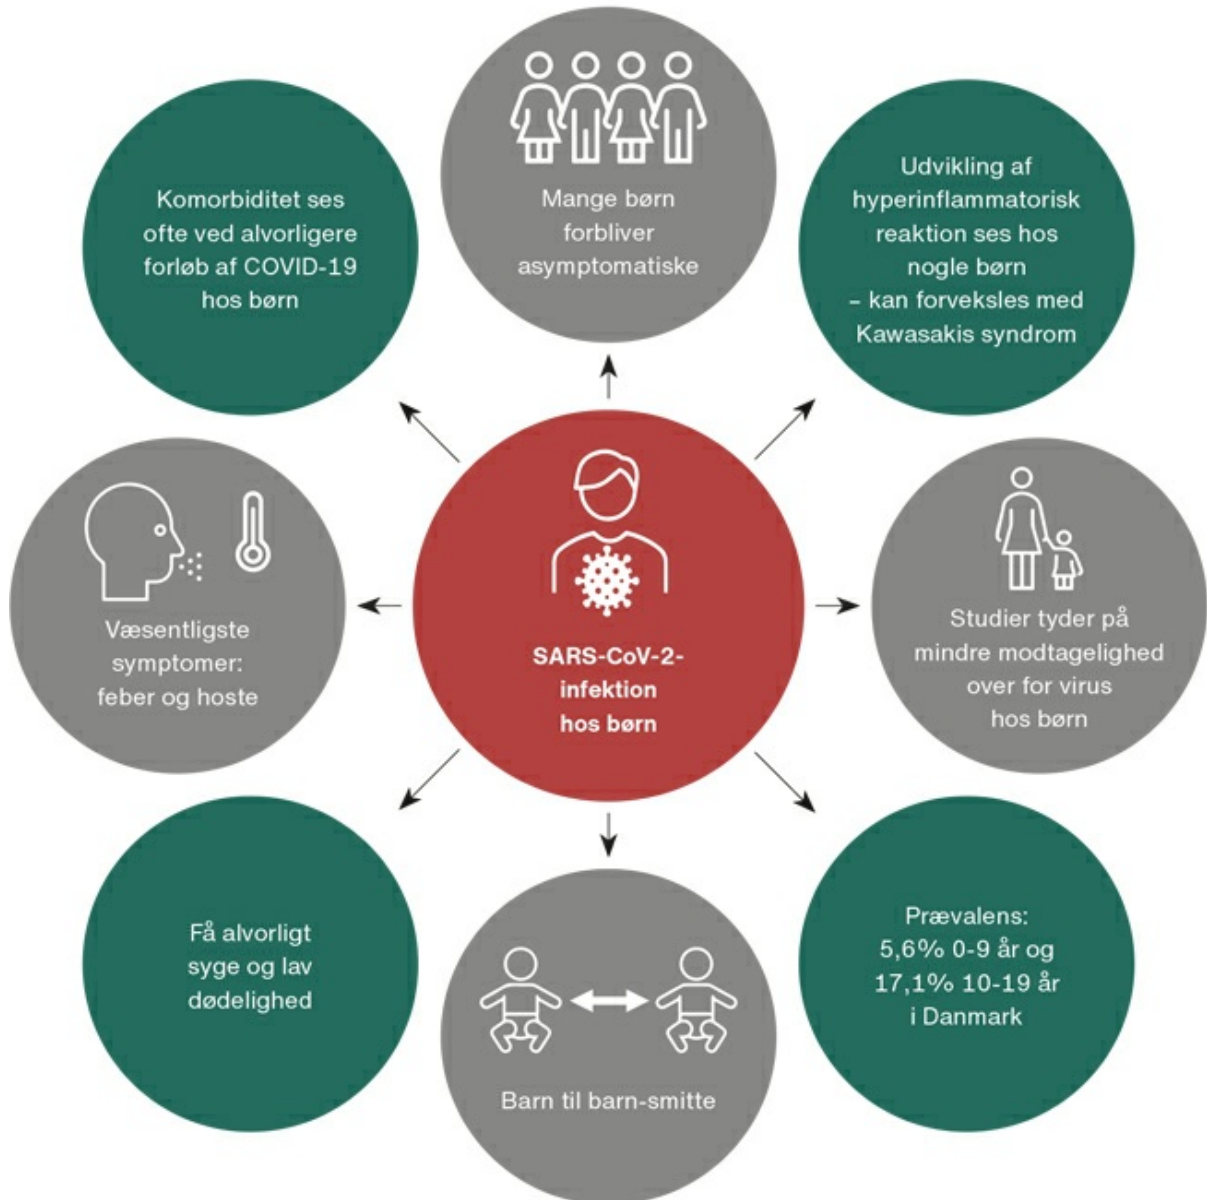 Mange børn
forbliver
asymptomatiske
Komorbiditet ses
ofte ved alvorligere
forløb af COVID-19
hos børn
Udvikling af
hyperinflammatorisk
reaktion ses hos
nogle børn
– kan forveksles med
Kawasakis syndrom
Væsentligste
symptomer:
feber og hoste
SARS-CoV-2-
infektion
hos børn
Studier tyder på
mindre modtagelighed
over for virus
hos børn
Få alvorligt
syge og lav
dødelighed
Barn til barn-smitte
Prævalens:
5,6% 0-9 år og
17,1% 10-19 år
i Danmark